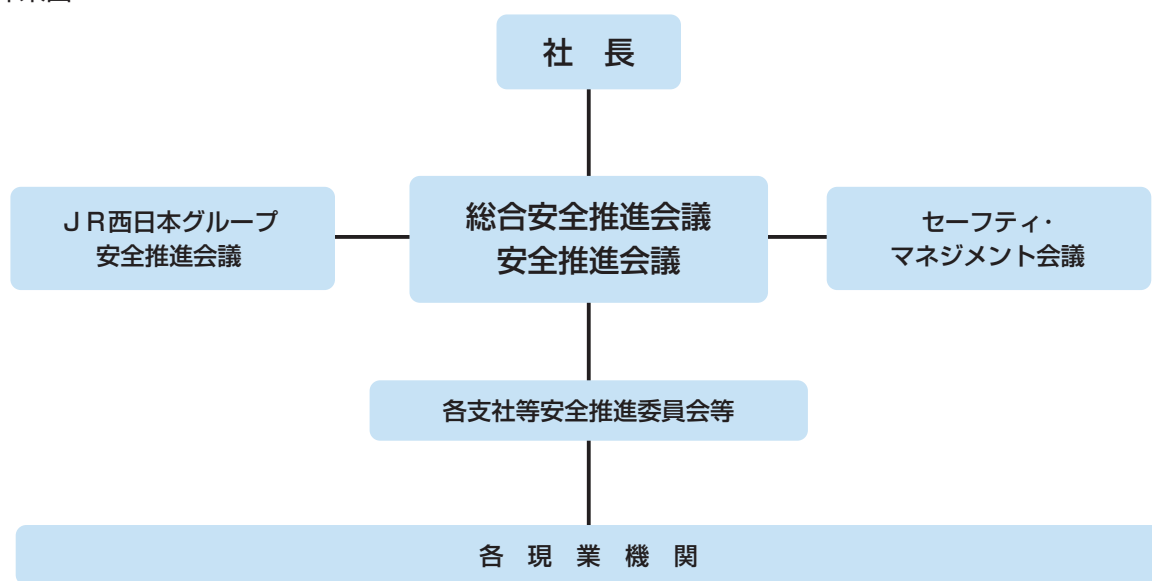 社　長
ＪＲ西日本グループ
安全推進会議
総合安全推進会議
安全推進会議
セーフティ・
マネジメント会議
各支社等安全推進委員会等
各　現　業　機　関